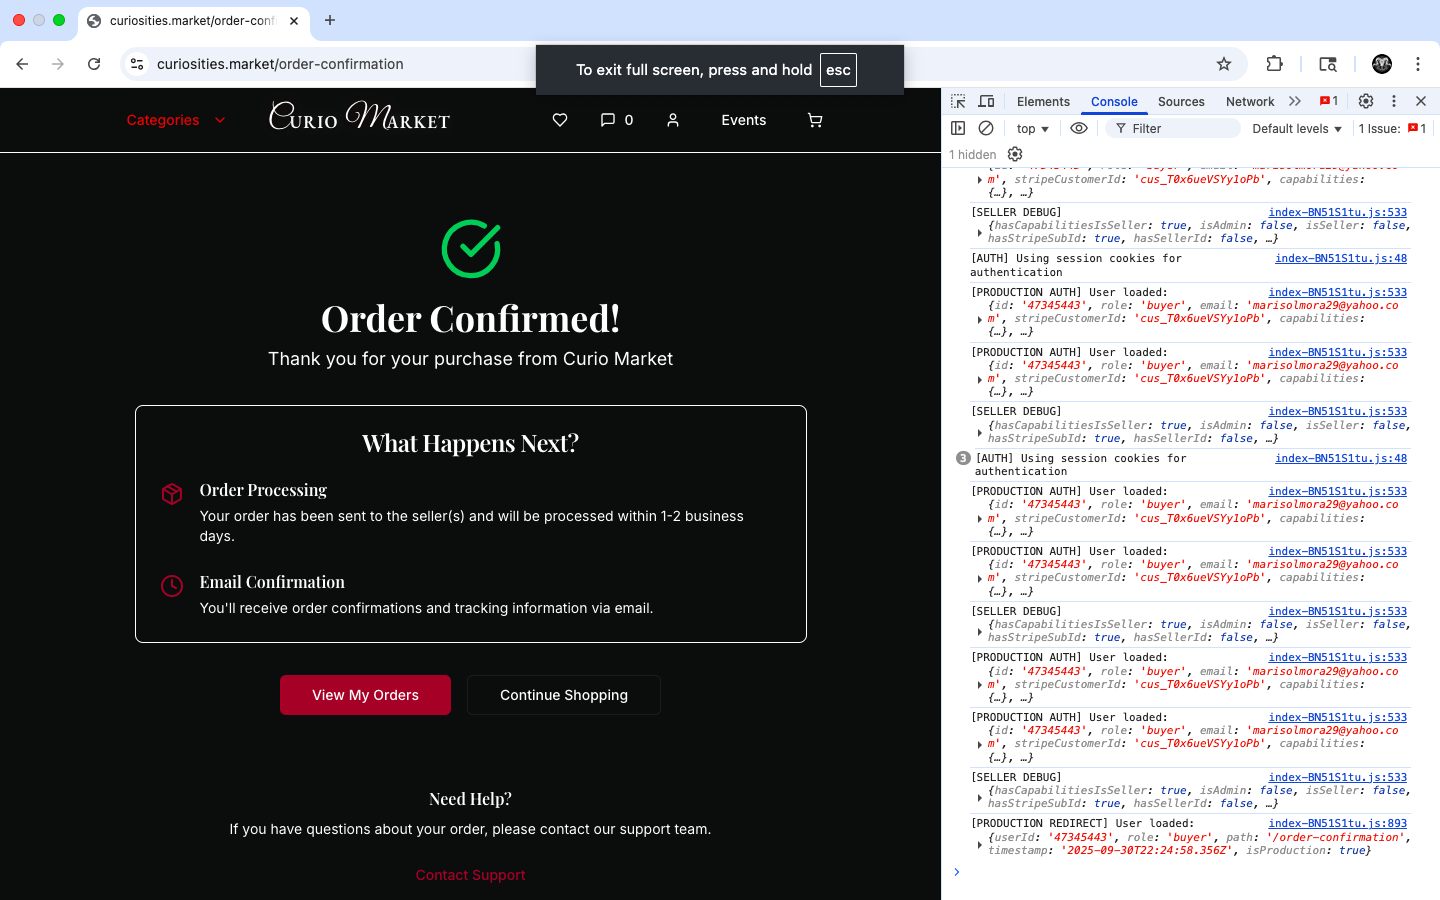 curiosities.market/order-conf
curiosities.market/order-confirmation
To exit full screen, press and hold esc
Categories
Curio Market
0
Events
Order Confirmed!
Thank you for your purchase from Curio Market
What Happens Next?
Order Processing
Your order has been sent to the seller(s) and will be processed within 1-2 business
days.
Email Confirmation
You'll receive order confirmations and tracking information via email.
View My Orders
Continue Shopping
Need Help?
If you have questions about your order, please contact our support team.
Contact Support
Elements Console Sources Network 1
top Filter Default levels 1 Issue: 1
1 hidden
m', stripeCustomerId: 'cus_T0x6ueVSYy1oPb', capabilities:
{…}, …}
[SELLER DEBUG] index-BN51S1tu.js:533
{hasCapabilitiesIsSeller: true, isAdmin: false, isSeller: false,
hasStripeSubId: true, hasSellerId: false, …}
[AUTH] Using session cookies for index-BN51S1tu.js:48
authentication
[PRODUCTION AUTH] User loaded: index-BN51S1tu.js:533
{id: '47345443', role: 'buyer', email: 'marisolmora29@yahoo.co
m', stripeCustomerId: 'cus_T0x6ueVSYy1oPb', capabilities:
{…}, …}
[PRODUCTION AUTH] User loaded: index-BN51S1tu.js:533
{id: '47345443', role: 'buyer', email: 'marisolmora29@yahoo.co
m', stripeCustomerId: 'cus_T0x6ueVSYy1oPb', capabilities:
{…}, …}
[SELLER DEBUG] index-BN51S1tu.js:533
{hasCapabilitiesIsSeller: true, isAdmin: false, isSeller: false,
hasStripeSubId: true, hasSellerId: false, …}
3 [AUTH] Using session cookies for index-BN51S1tu.js:48
authentication
[PRODUCTION AUTH] User loaded: index-BN51S1tu.js:533
{id: '47345443', role: 'buyer', email: 'marisolmora29@yahoo.co
m', stripeCustomerId: 'cus_T0x6ueVSYy1oPb', capabilities:
{…}, …}
[PRODUCTION AUTH] User loaded: index-BN51S1tu.js:533
{id: '47345443', role: 'buyer', email: 'marisolmora29@yahoo.co
m', stripeCustomerId: 'cus_T0x6ueVSYy1oPb', capabilities:
{…}, …}
[SELLER DEBUG] index-BN51S1tu.js:533
{hasCapabilitiesIsSeller: true, isAdmin: false, isSeller: false,
hasStripeSubId: true, hasSellerId: false, …}
[PRODUCTION AUTH] User loaded: index-BN51S1tu.js:533
{id: '47345443', role: 'buyer', email: 'marisolmora29@yahoo.co
m', stripeCustomerId: 'cus_T0x6ueVSYy1oPb', capabilities:
{…}, …}
[PRODUCTION AUTH] User loaded: index-BN51S1tu.js:533
{id: '47345443', role: 'buyer', email: 'marisolmora29@yahoo.co
m', stripeCustomerId: 'cus_T0x6ueVSYy1oPb', capabilities:
{…}, …}
[SELLER DEBUG] index-BN51S1tu.js:533
{hasCapabilitiesIsSeller: true, isAdmin: false, isSeller: false,
hasStripeSubId: true, hasSellerId: false, …}
[PRODUCTION REDIRECT] User loaded: index-BN51S1tu.js:893
{userId: '47345443', role: 'buyer', path: '/order-confirmation',
timestamp: '2025-09-30T22:24:58.356Z', isProduction: true}